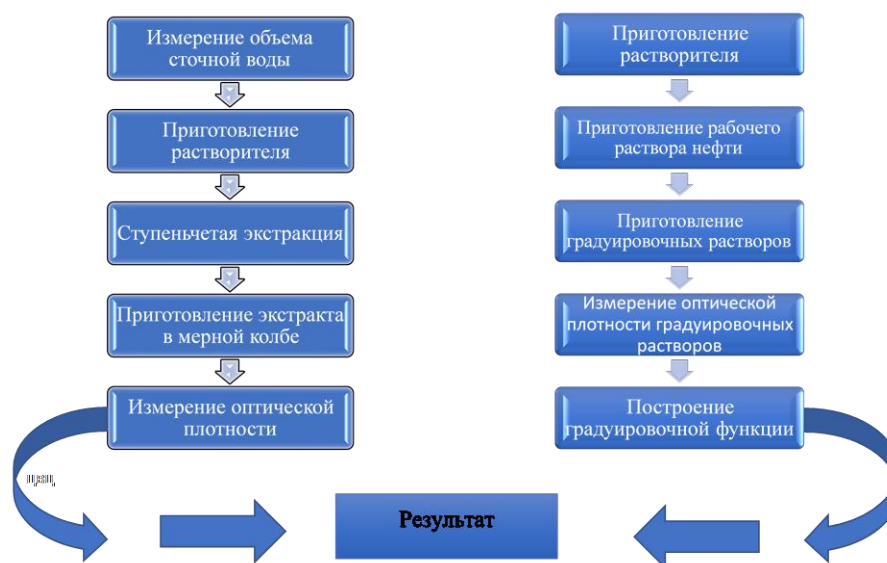 Измерение объема
сточной воды
Приготовление
растворителя
Ступеньчетая экстракция
Приготовление экстракта
в мерной колбе
Измерение оптической
плотности
Приготовление
растворителя
Приготовление рабочего
раствора нефти
Приготовление
градуировочных растворов
Измерение оптической
плотности градуировочных
растворов
Построение
градуировочной функции
Результат